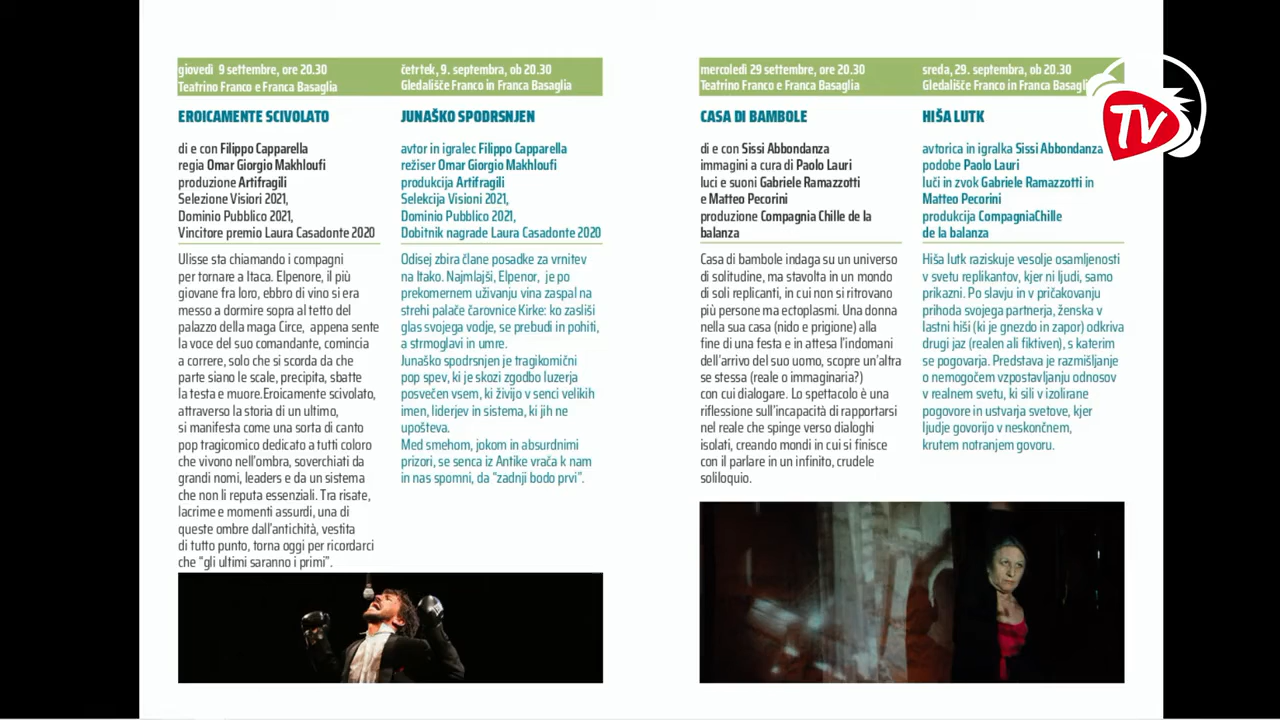 giovedì 9 settembre, ore 20.30
Teatrino Franco e Franca Basaglia
EROICAMENTE SCIVOLATO
di e con Filippo Capparella
regia Omar Giorgio Makhloufi
produzione Artifragili
Selezione Visiori 2021,
Dominio Pubblico 2021,
Vincitore premio Laura Casadonte 2020
Ulisse sta chiamando i compagni
per tornare a Itaca. Elpenore, il più
giovane fra loro, ebbro di vino si era
messo a dormire sopra al tetto del
palazzo della maga Circe, appena sente
la voce del suo comandante, comincia
a correre, solo che si scorda da che
parte siano le scale, precipita, sbatte
la testa e muore.Eroicamente scivolato,
attraverso la storia di un ultimo,
si manifesta come una sorta di canto
pop tragicomico dedicato a tutti coloro
che vivono nell'ombra, soverchiati da
grandi nomi, leaders e da un sistema
che non li reputa essenziali. Tra risate,
lacrime e momenti assurdi, una di
queste ombre dall'antichità, vestita
di tutto punto, torna oggi per ricordarci
che "gli ultimi saranno i primi".
četrtek, 9. septembra, ob 20.30
Gledališče Franco in Franca Basaglia
JUNAŠKO SPODRSNJEN
avtor in igralec Filippo Capparella
režiser Omar Giorgio Makhloufi
produkcija Artifragili
Selekcija Visioni 2021,
Dominio Pubblico 2021,
Dobitnik nagrade Laura Casadonte 2020
Odisej zbira člane posadke za vrnitev
na Itako. Najmlajši, Elpenor, je po
prekomernem uživanju vina zaspal na
strehi palače čarovnice Kirke: ko zasliši
glas svojega vodje, se prebudi in pohiti,
a strmoglavi in umre.
Junaško spodrsnjen je tragikomični
pop spev, ki je skozi zgodbo luzerja
posvečen vsem, ki živijo v senci velikih
imen, liderjev in sistema, ki jih ne
upošteva.
Med smehom, jokom in absurdnimi
prizori, se senca iz Antike vrača k nam
in nas spomni, da "zadnji bodo prvi".
mercoledì 29 settembre, ore 20.30
Teatrino Franco e Franca Basaglia
CASA DI BAMBOLE
di e con Sissi Abbondanza
immagini a cura di Paolo Lauri
luci e suoni Gabriele Ramazzotti
e Matteo Pecorini
produzione Compagnia Chille de la
balanza
Casa di bambole indaga su un universo
di solitudine, ma stavolta in un mondo
di soli replicanti, in cui non si ritrovano
più persone ma ectoplasmi. Una donna
nella sua casa (nido e prigione) alla
fine di una festa e in attesa l'indomani
dell'arrivo del suo uomo, scopre un'altra
se stessa (reale o immaginaria?)
con cui dialogare. Lo spettacolo è una
riflessione sull'incapacità di rapportarsi
nel reale che spinge verso dialoghi
isolati, creando mondi in cui si finisce
con il parlare in un infinito, crudele
soliloquio.
sreda, 29. septembra, ob 20.30
Gledališče Franco in Franca Basaglia
HIŠA LUTK
avtorica in igralka Sissi Abbondanza
podobe Paolo Lauri
luči in zvok Gabriele Ramazzotti in
Matteo Pecorini
produkcija CompagniaChille
de la balanza
Hiša lutk raziskuje vesolje osamljenosti
v svetu replikantov, kjer ni ljudi, samo
prikazni. Po slavju in v pričakovanju
prihoda svojega partnerja, ženska v
lastni hiši (ki je gnezdo in zapor) odkriva
drugi jaz (realen ali fiktiven), s katerim
se pogovarja. Predstava je razmišljanje
o nemogočem vzpostavljanju odnosov
v realnem svetu, ki sili v izolirane
pogovore in ustvarja svetove, kjer
ljudje govorijo v neskončnem,
krutem notranjem govoru.
TV